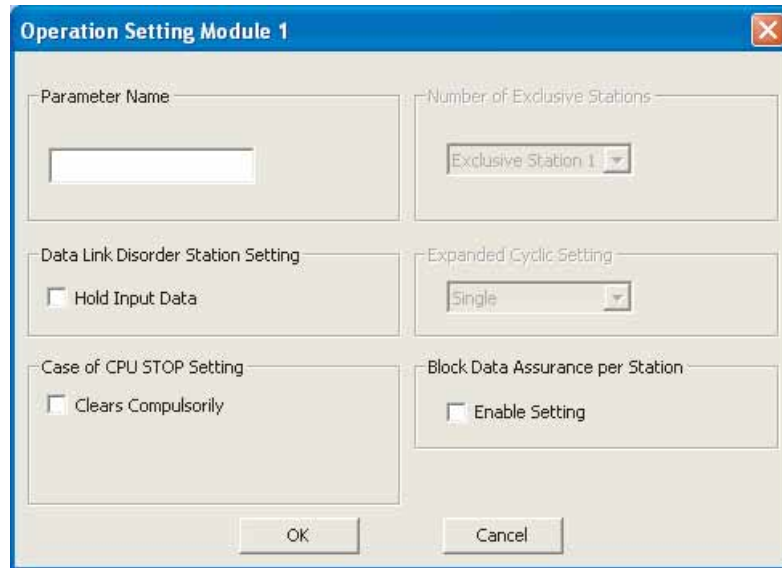 Operation Setting Module 1
Parameter Name
Number of Exclusive Stations
Exclusive Station 1
Data Link Disorder Station Setting
Hold Input Data
Expanded Cyclic Setting
Single
Case of CPU STOP Setting
Clears Compulsorily
Block Data Assurance per Station
Enable Setting
OK
Cancel